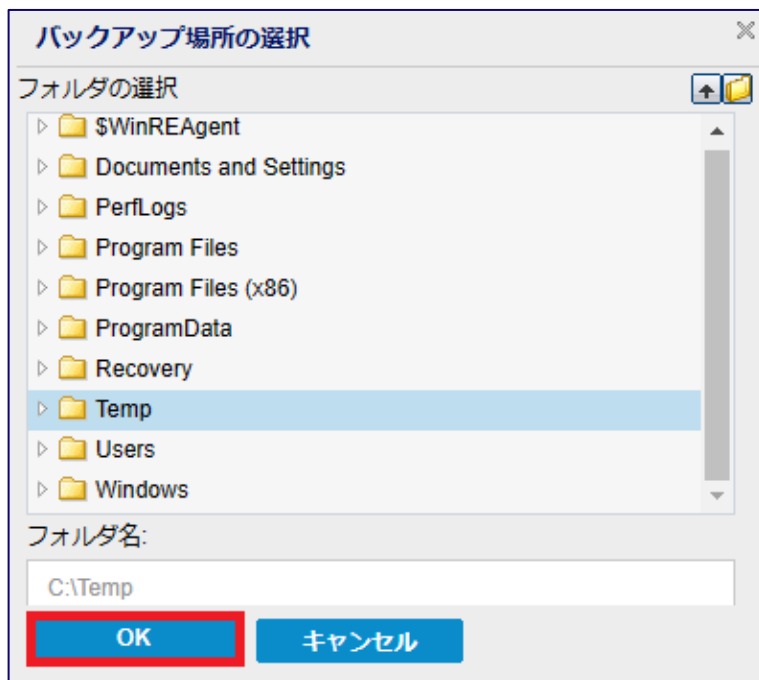 バックアップ場所の選択
フォルダの選択
$WinREAgent
Documents and Settings
PerfLogs
Program Files
Program Files (x86)
ProgramData
Recovery
Temp
Users
Windows
フォルダ名:
C:\Temp
OK キャンセル